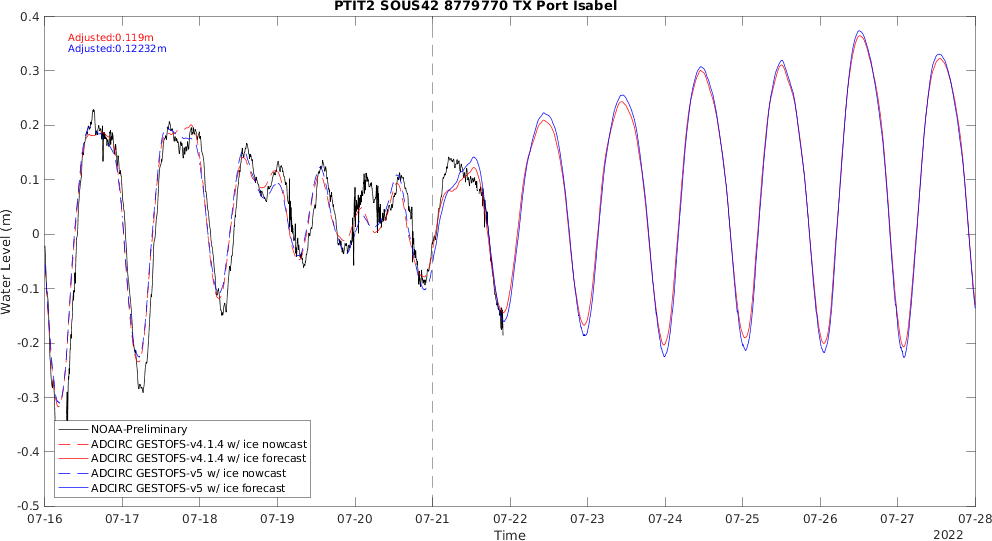 PTIT2 SOUS42 8779770 TX Port Isabel
Adjusted:0.119m
Adjusted:0.12232m
Water Level (m)
0.4
0.3
0.2
0.1
0
-0.1
-0.2
-0.3
-0.4
-0.5
NOAA-Preliminary
ADCIRC GESTOFS-v4.1.4 w/ ice nowcast
ADCIRC GESTOFS-v4.1.4 w/ ice forecast
ADCIRC GESTOFS-v5 w/ ice nowcast
ADCIRC GESTOFS-v5 w/ ice forecast
07-16 07-17 07-18 07-19 07-20 07-21 07-22 07-23 07-24 07-25 07-26 07-27 07-28
Time
2022